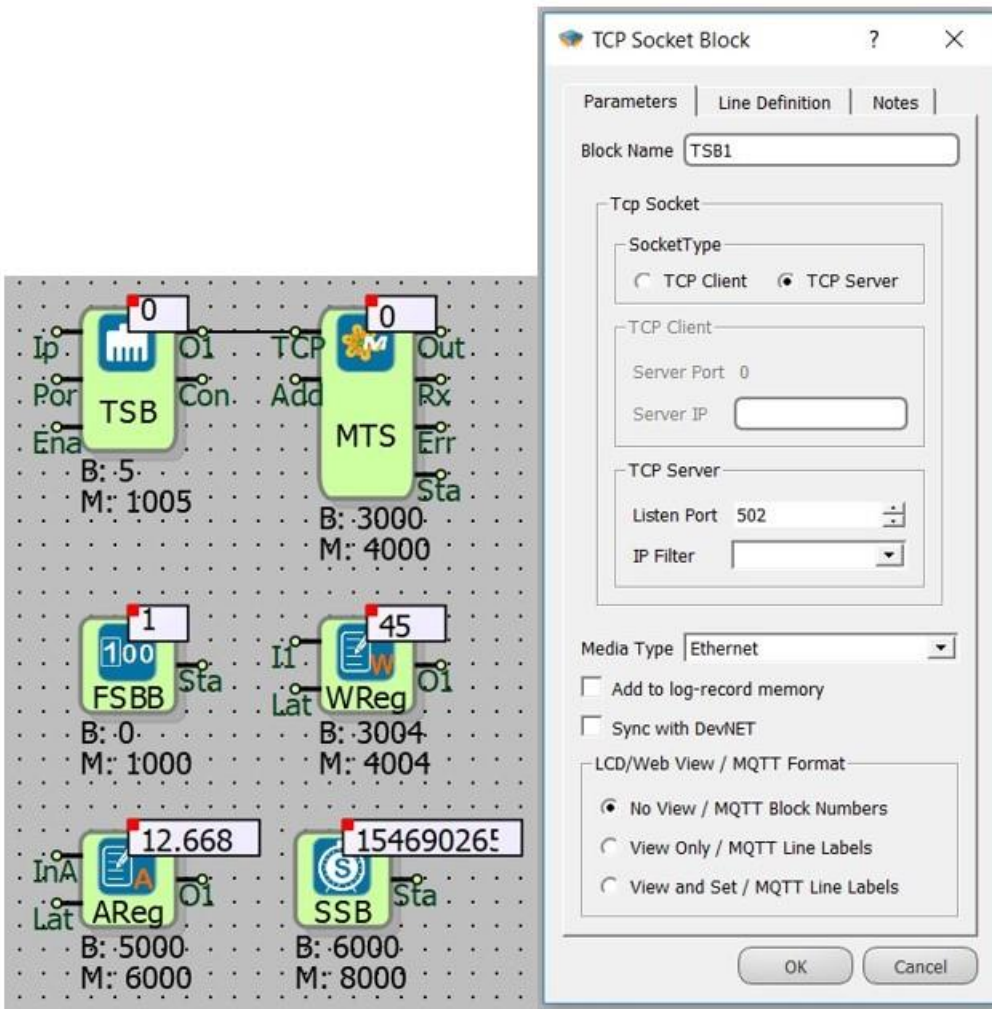 0
Ip
O1
Por
Con
TSB
Ena
B: 5
M: 1005
0
TCP
M
Out
Add
Rx
MTS
Err
Sta
B: 3000
M: 4000
1
100
Sta
FSBB
B: 0
M: 1000
45
I1
W
O1
Lat
WReg
B: 3004
M: 4004
12.668
InA
A
O1
Lat
AReg
B: 5000
M: 6000
154690265
S
Sta
SSB
B: 6000
M: 8000
TCP Socket Block ? ×
Parameters Line Definition Notes
Block Name TSB1
Tcp Socket
SocketType
TCP Client TCP Server
TCP Client
Server Port 0
Server IP
TCP Server
Listen Port 502
IP Filter
Media Type Ethernet
Add to log-record memory
Sync with DevNET
LCD/Web View / MQTT Format
No View / MQTT Block Numbers
View Only / MQTT Line Labels
View and Set / MQTT Line Labels
OK Cancel